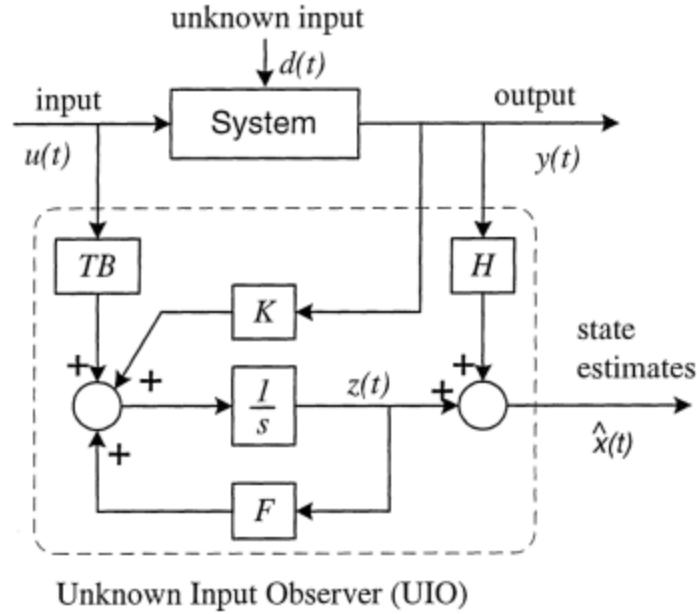 unknown input
d(t)
input
System
output
u(t)
y(t)
TB
H
K
+
+
+
1
s
z(t)
+
+
state
estimates
x̂(t)
F
Unknown Input Observer (UIO)